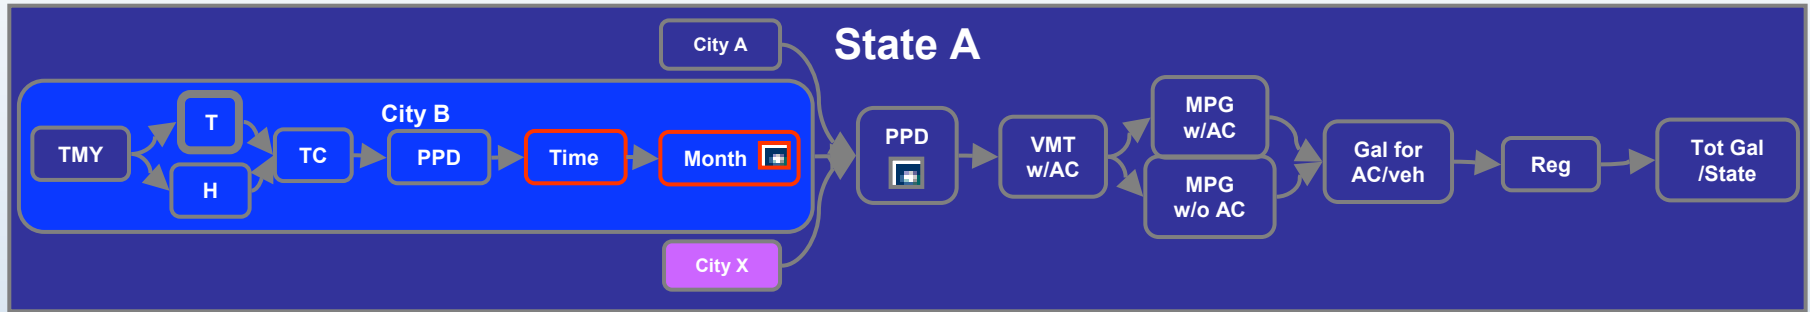 State A
City A
City B
TMY
T
H
TC
PPD
Time
Month
City X
PPD
VMT
w/AC
MPG
w/AC
MPG
w/o AC
Gal for
AC/veh
Reg
Tot Gal
/State